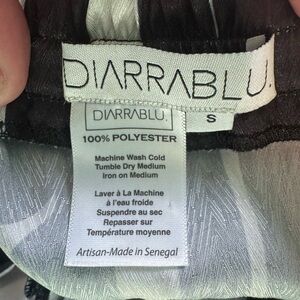 DIARRABLU.
S
DIARRABLU.
100% POLYESTER
Machine Wash Cold
Tumble Dry Medium
Iron on Medium
Laver à La Machine
à l'eau froide
Suspendre au sec
Repasser sur
Température moyenne
Artisan-Made in Senegal